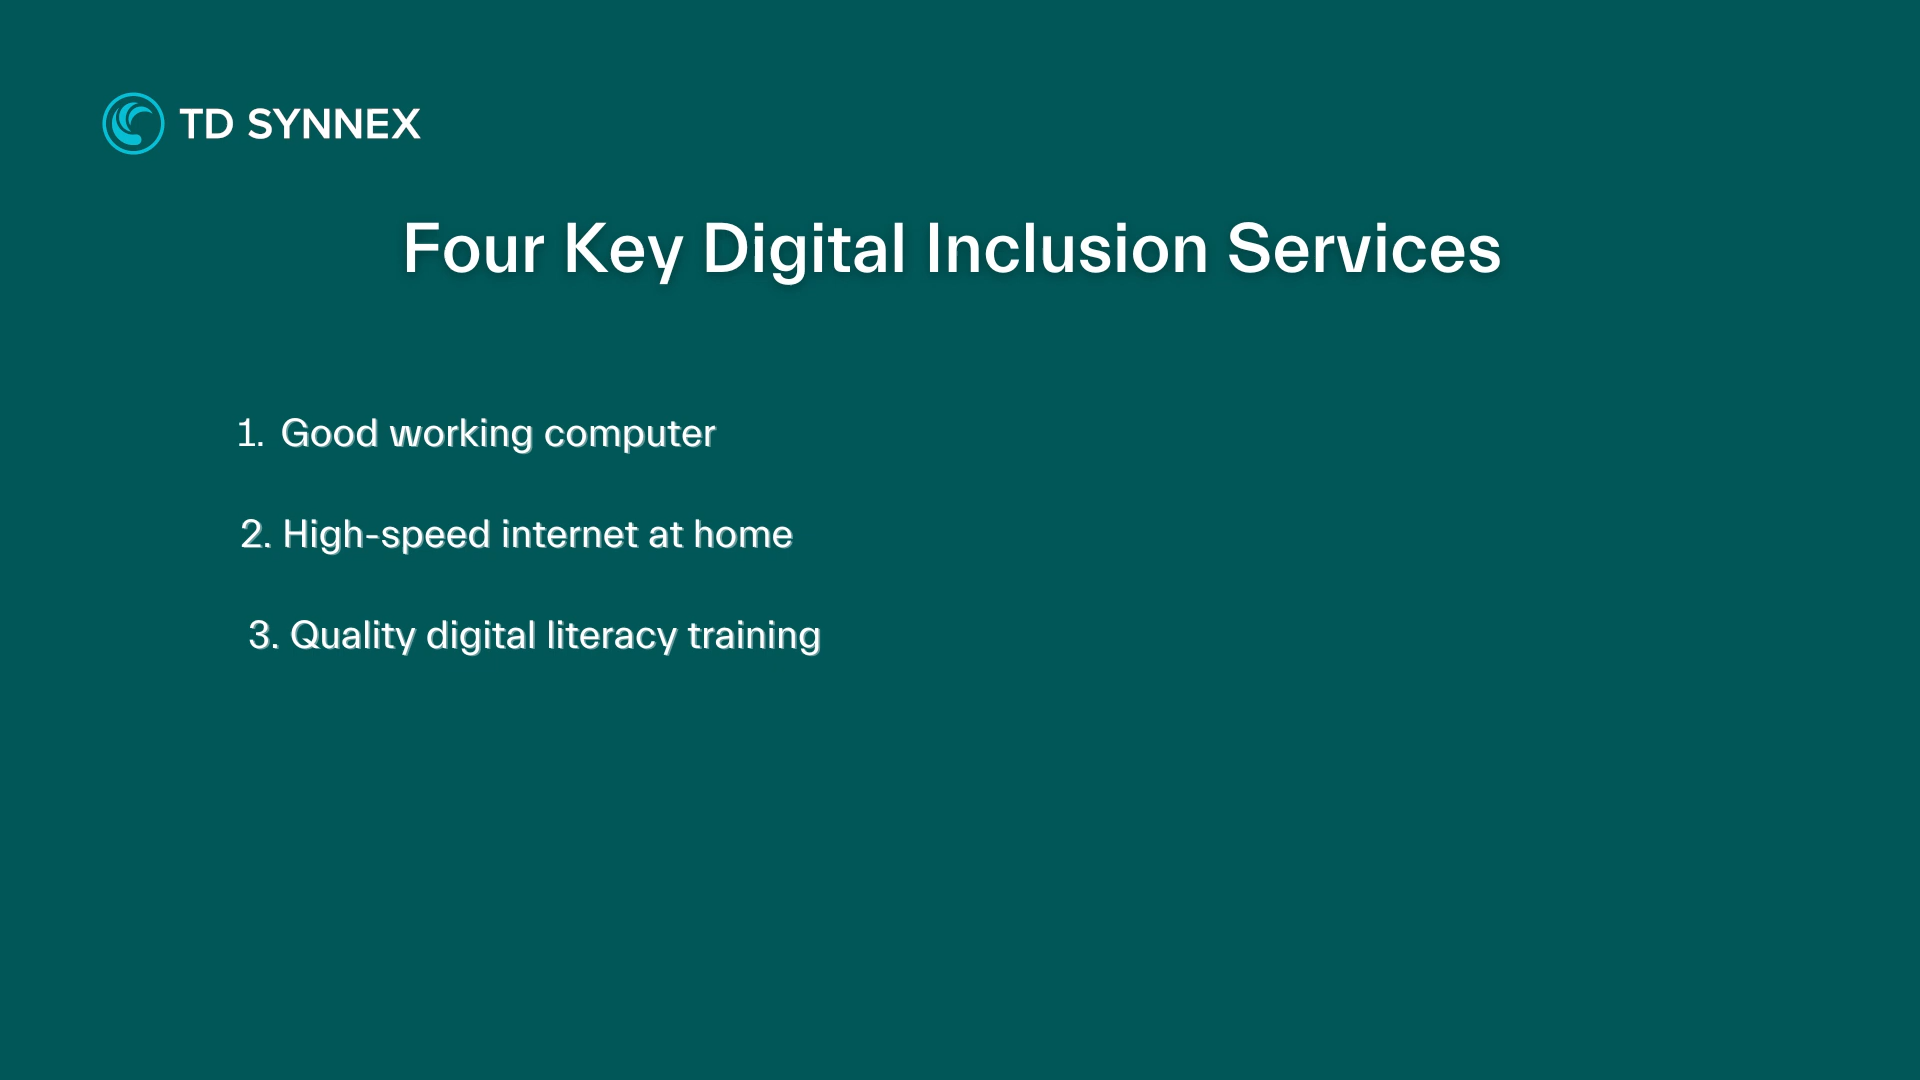 TD SYNNEX
Four Key Digital Inclusion Services
1. Good working computer
2. High-speed internet at home
3. Quality digital literacy training